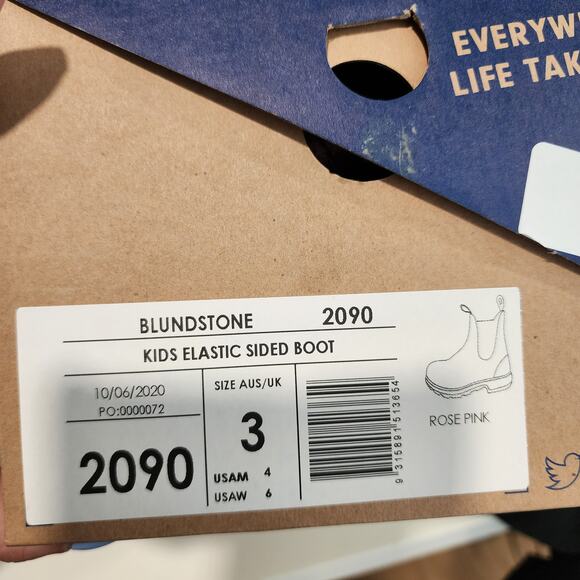 EVERYW
LIFE TAK
BLUNDSTONE 2090
KIDS ELASTIC SIDED BOOT
10/06/2020
PO:0000072
2090
SIZE AUS/UK
3
USAM 4
USAW 6
9 315891 513654
ROSE PINK